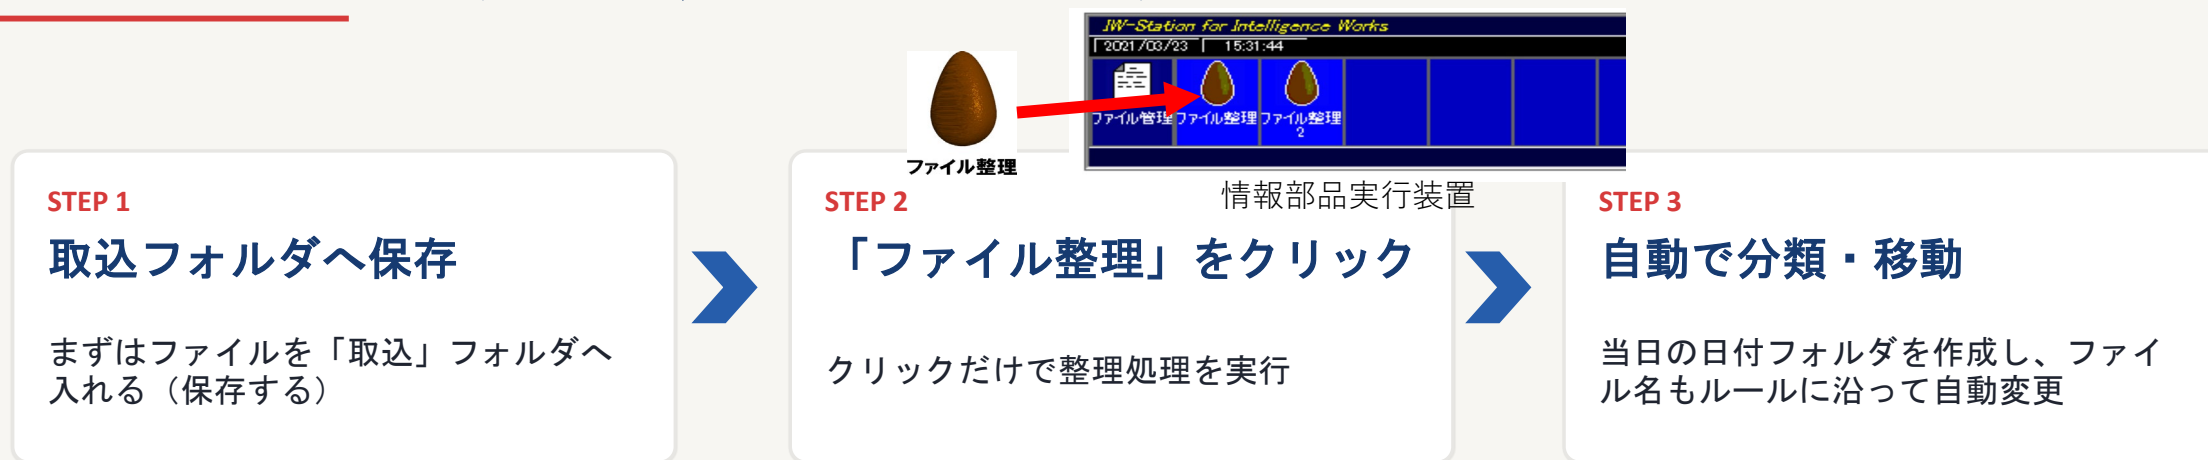 JW-Station for Intelligence Works
2021/03/23 15:31:44
ファイル管理 ファイル整理 ファイル整理2
ファイル整理
情報部品実行装置
STEP 1
取込フォルダへ保存
まずはファイルを「取込」フォルダへ
入れる（保存する）
STEP 2
「ファイル整理」をクリック
クリックだけで整理処理を実行
STEP 3
自動で分類・移動
当日の日付フォルダを作成し、ファイ
ル名もルールに沿って自動変更